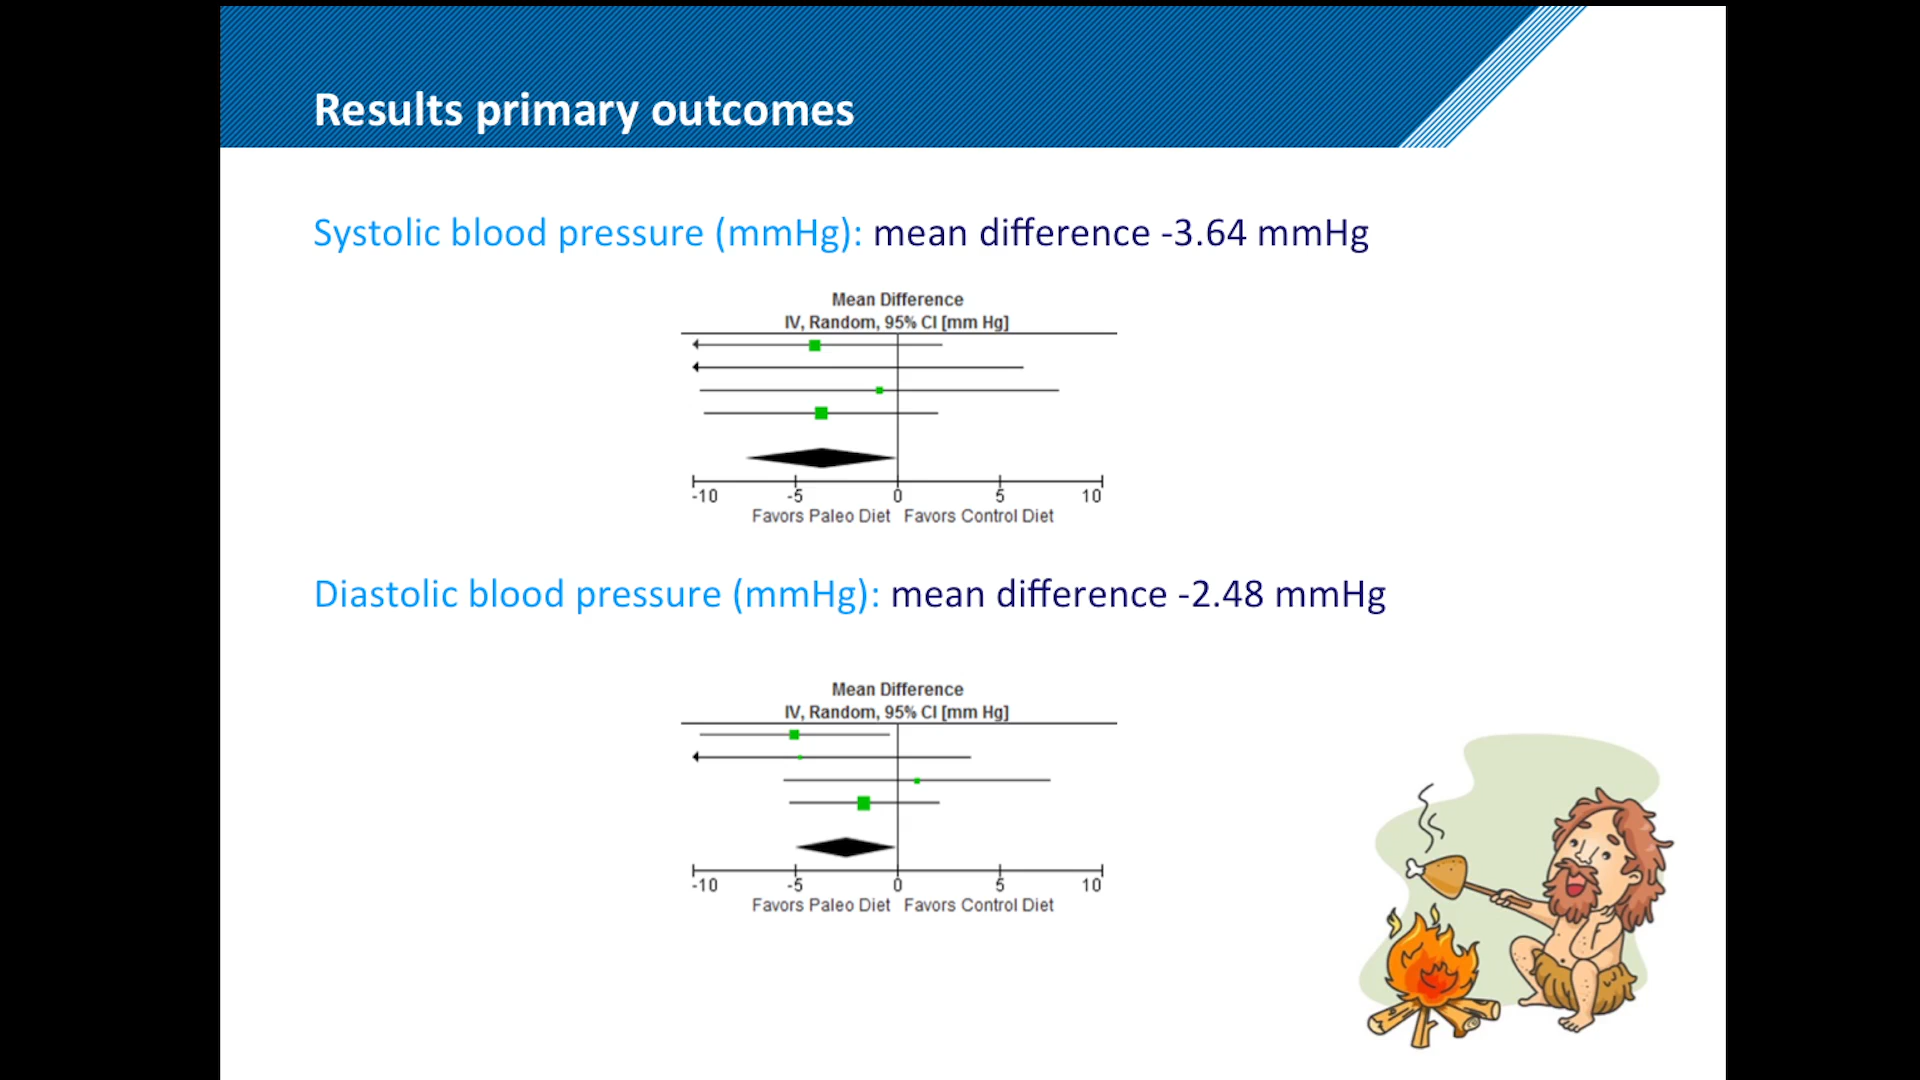 Results primary outcomes
Systolic blood pressure (mmHg): mean difference -3.64 mmHg
Mean Difference
IV, Random, 95% CI [mm Hg]
-10 -5 0 5 10
Favors Paleo Diet Favors Control Diet
Diastolic blood pressure (mmHg): mean difference -2.48 mmHg
Mean Difference
IV, Random, 95% CI [mm Hg]
-10 -5 0 5 10
Favors Paleo Diet Favors Control Diet